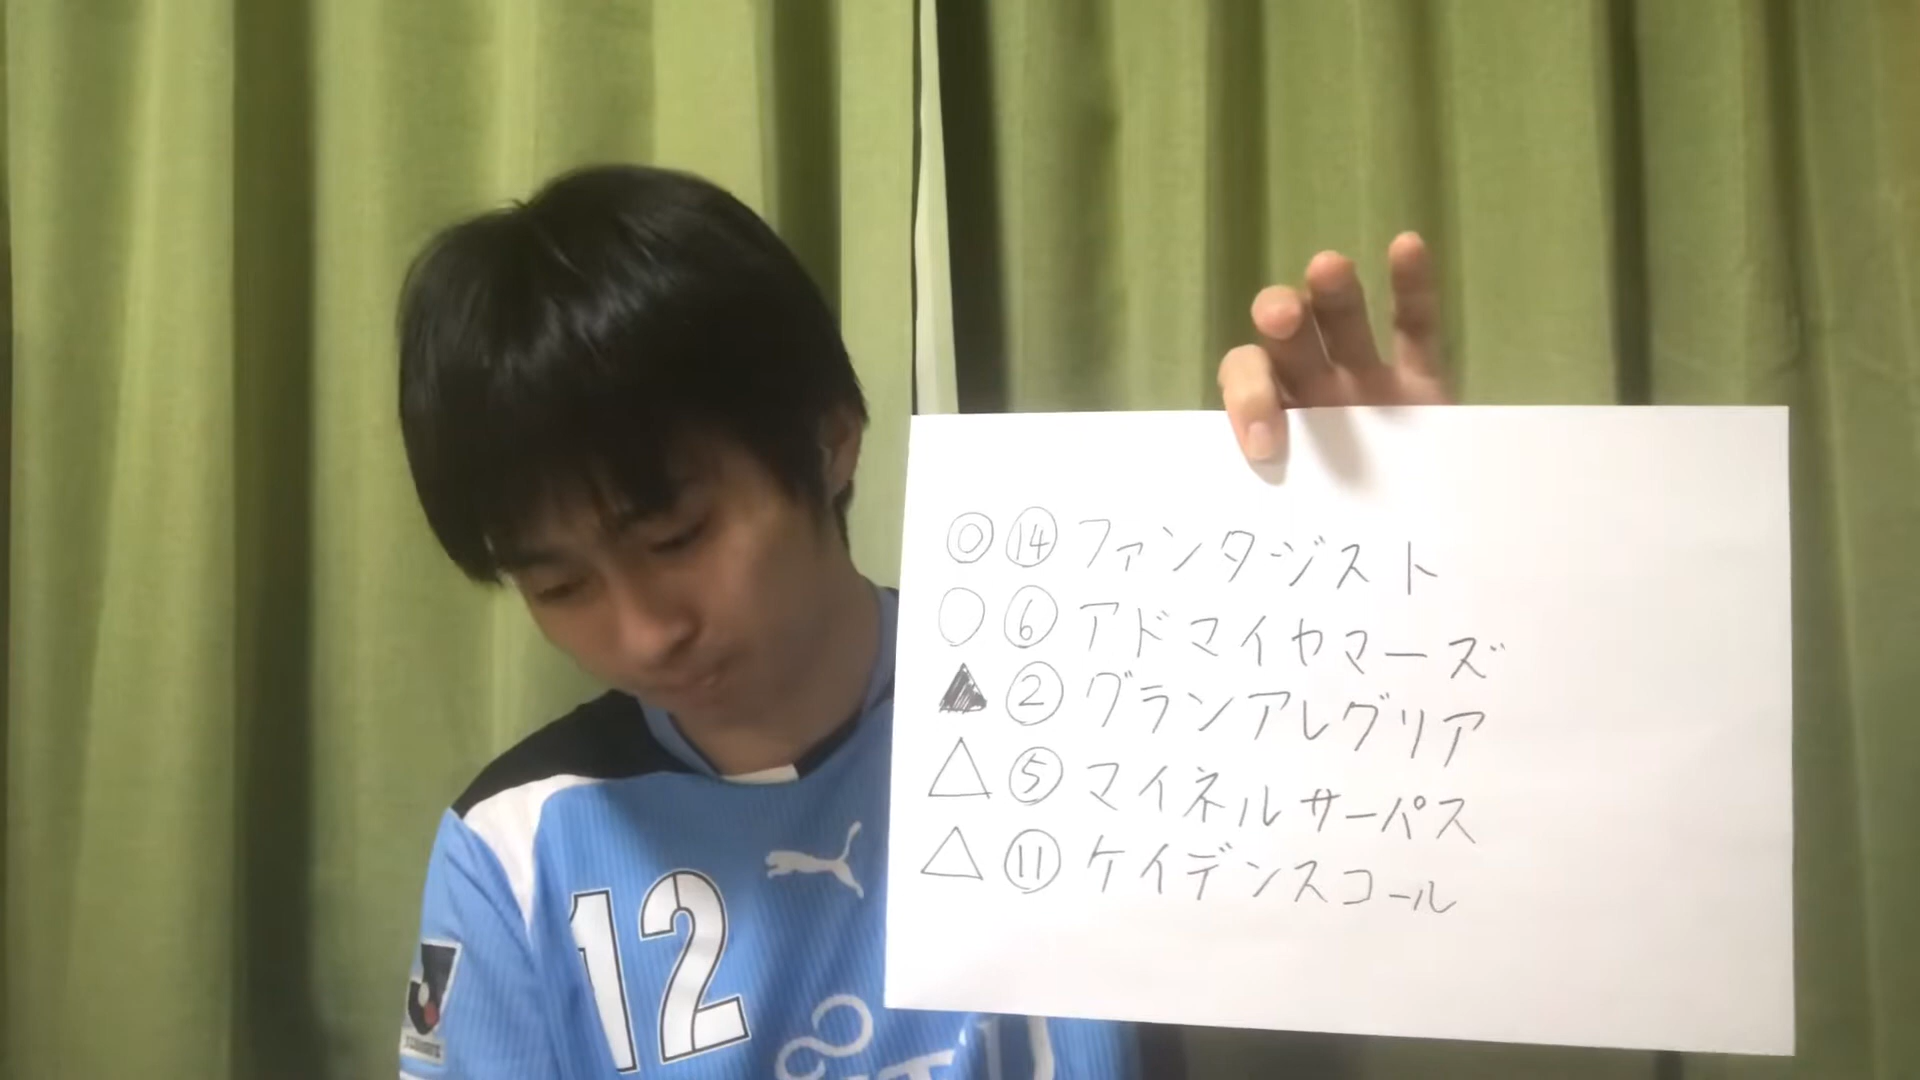 ◎⑭ファンタジスト
○⑥アドマイヤマーズ
▲②グランアレグリア
△⑤マイネルサーパス
△⑪ケイデンスコール
12